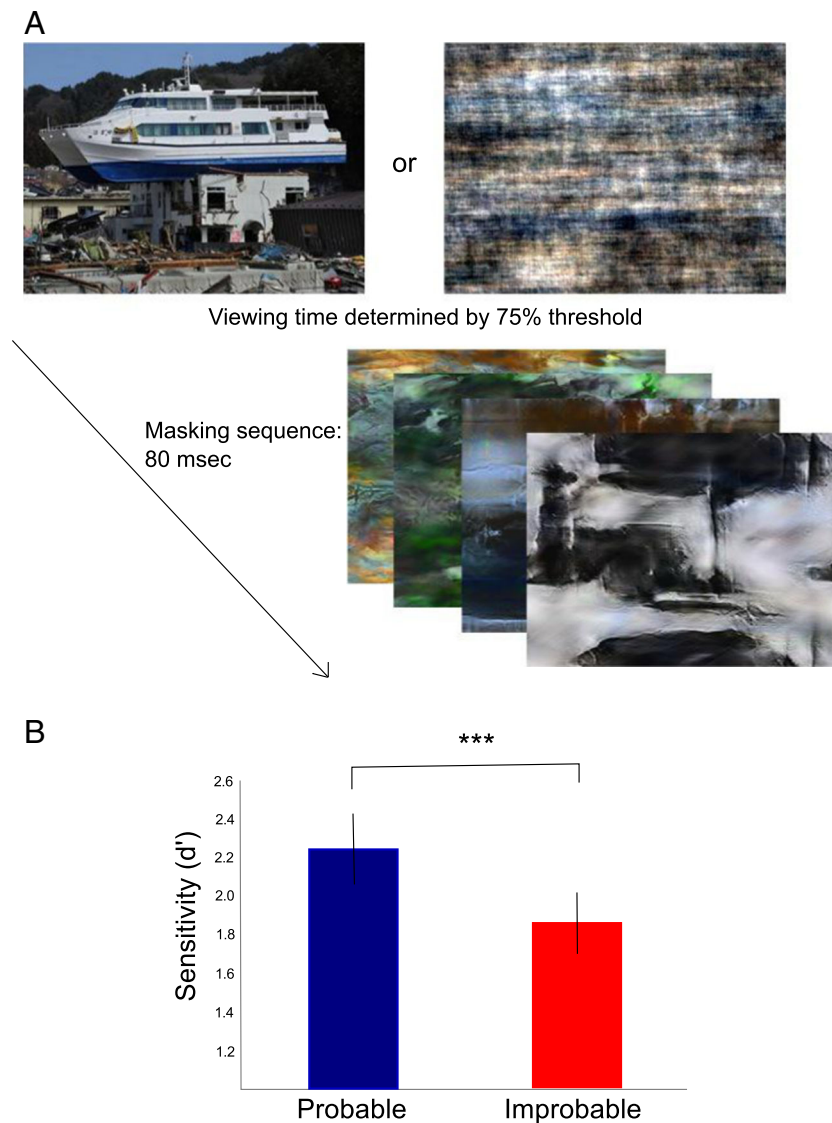 A
or
Viewing time determined by 75% threshold
Masking sequence:
80 msec
B
***
2.6
2.4
2.2
2.0
1.8
1.6
1.4
1.2
Sensitivity (d')
Probable
Improbable